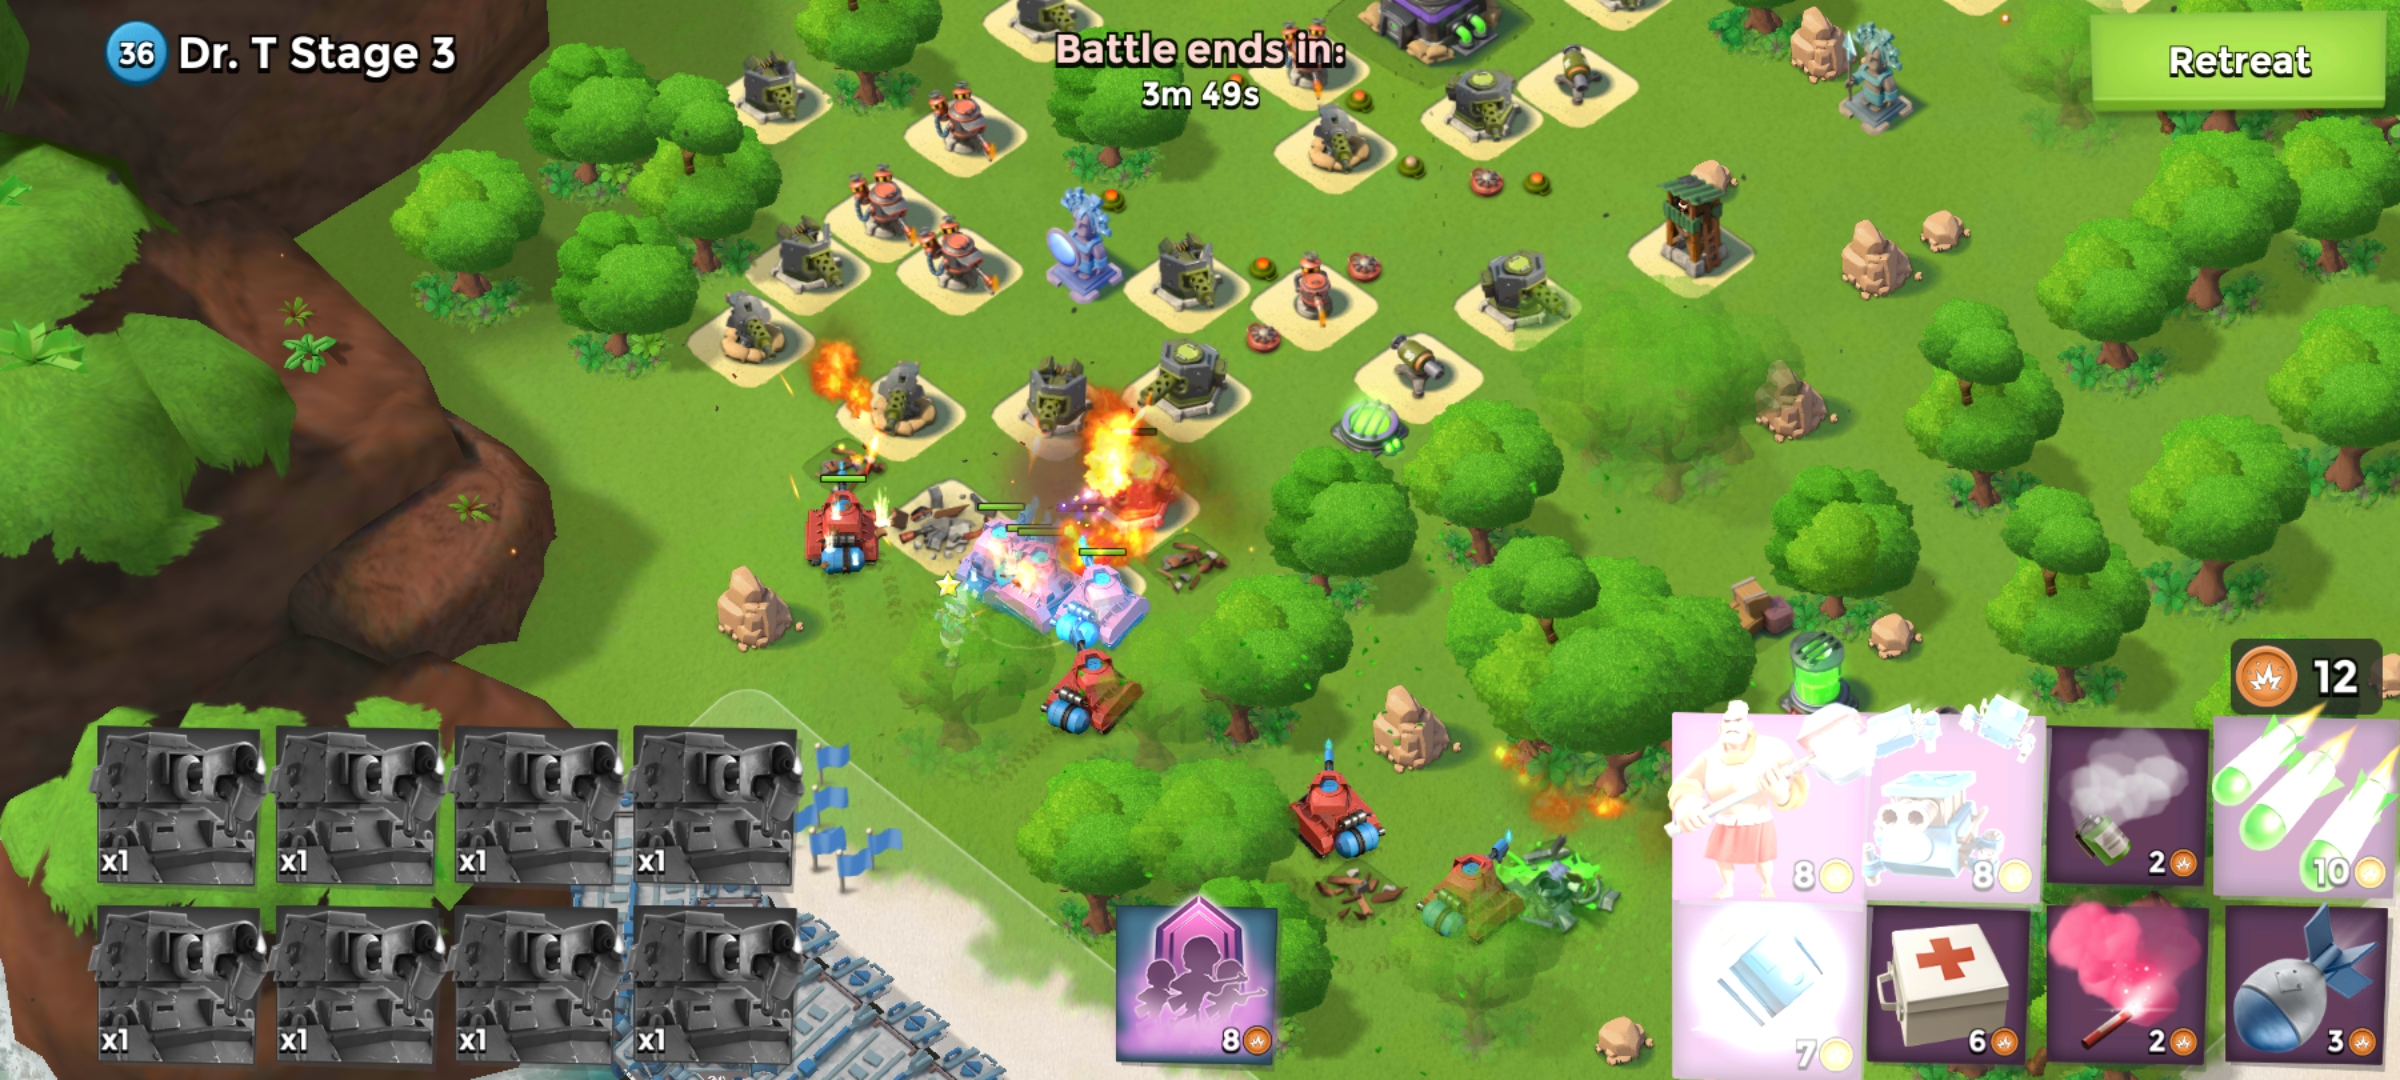 36 Dr. T Stage 3
Battle ends in:
3m 49s
Retreat
12
x1 x1 x1 x1
8 8 2 10
x1 x1 x1 x1
8
7 6 2 3